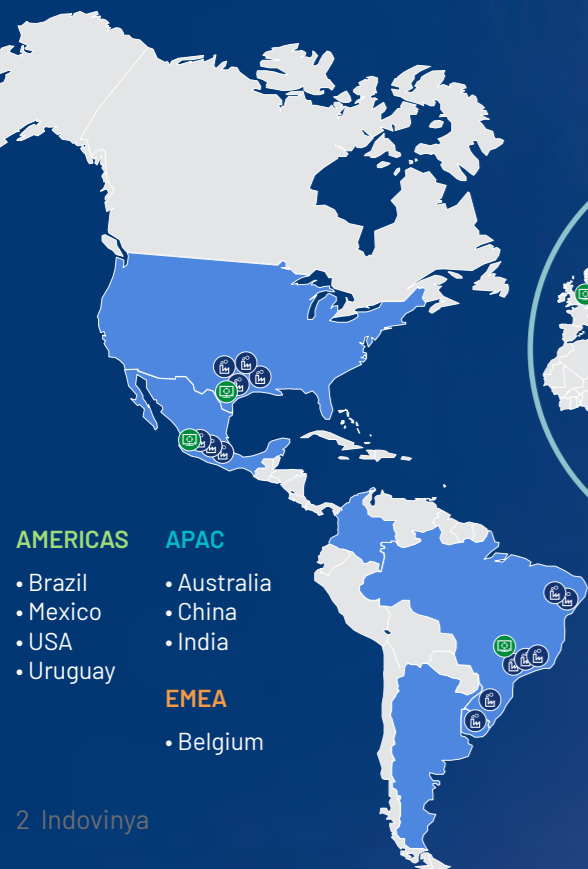 AMERICAS
• Brazil
• Mexico
• USA
• Uruguay
APAC
• Australia
• China
• India
EMEA
• Belgium
2 Indovinya